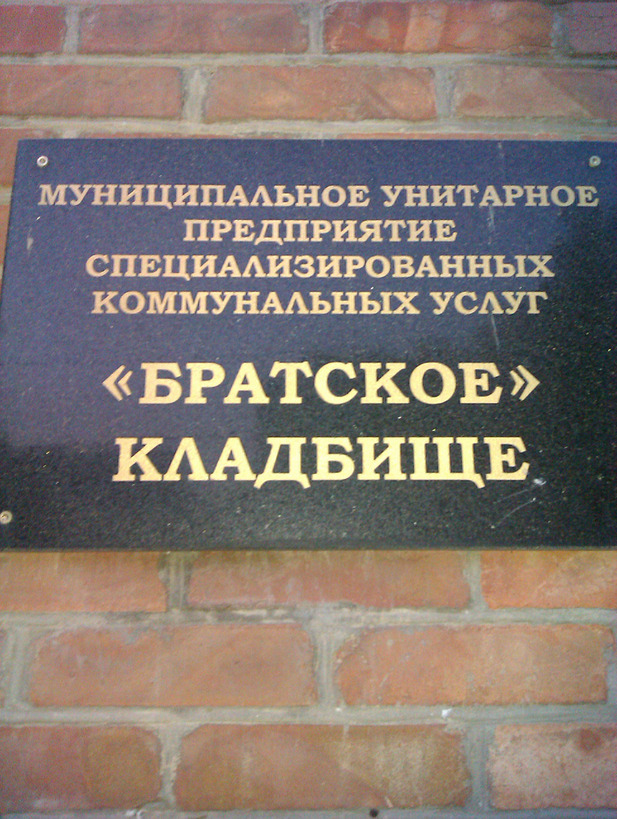 МУНИЦИПАЛЬНОЕ УНИТАРНОЕ
ПРЕДПРИЯТИЕ
СПЕЦИАЛИЗИРОВАННЫХ
КОММУНАЛЬНЫХ УСЛУГ
«БРАТСКОЕ»
КЛАДБИЩЕ